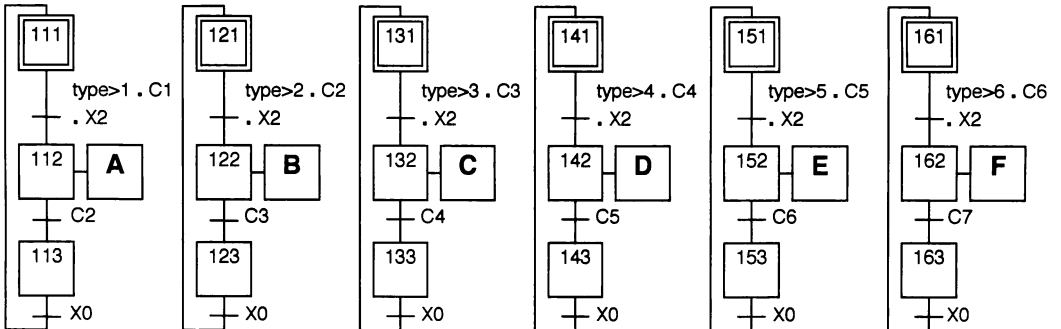 111 121 131 141 151 161
type>1 . C1 type>2 . C2 type>3 . C3 type>4 . C4 type>5 . C5 type>6 . C6
. X2 . X2 . X2 . X2 . X2 . X2
112 A 122 B 132 C 142 D 152 E 162 F
C2 C3 C4 C5 C6 C7
113 123 133 143 153 163
X0 X0 X0 X0 X0 X0